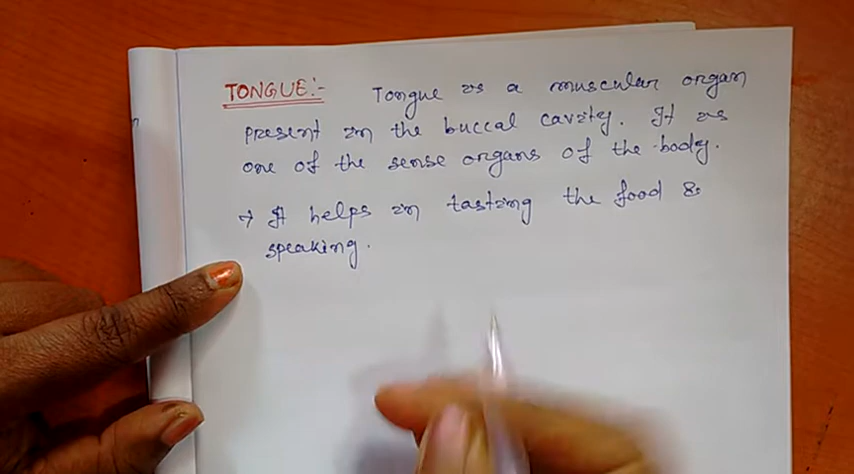 TONGUE:- Tongue is a muscular organ
present in the buccal cavity. It is
one of the sense organs of the body.
→ It helps in tasting the food &
speaking.